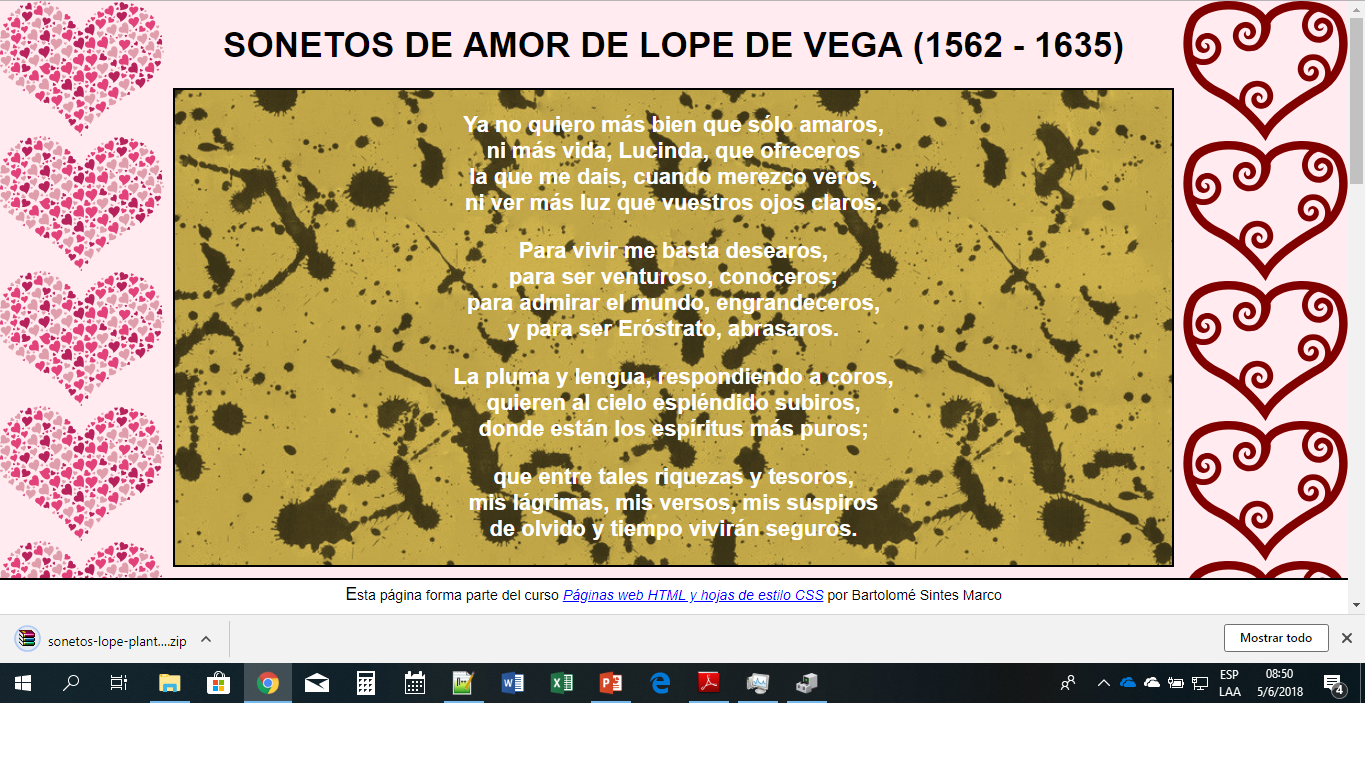 SONETOS DE AMOR DE LOPE DE VEGA (1562 - 1635)
Ya no quiero más bien que sólo amaros,
ni más vida, Lucinda, que ofreceros
la que me dais, cuando merezco veros,
ni ver más luz que vuestros ojos claros.
Para vivir me basta desearos,
para ser venturoso, conoceros;
para admirar el mundo, engrandeceros,
y para ser Eróstrato, abrasaros.
La pluma y lengua, respondiendo a coros,
quieren al cielo espléndido subiros,
donde están los espíritus más puros;
que entre tales riquezas y tesoros,
mis lágrimas, mis versos, mis suspiros
de olvido y tiempo vivirán seguros.
Esta página forma parte del curso Páginas web HTML y hojas de estilo CSS por Bartolomé Sintes Marco
sonetos-lope-plant....zip
Mostrar todo
ESP
LAA
08:50
5/6/2018
4